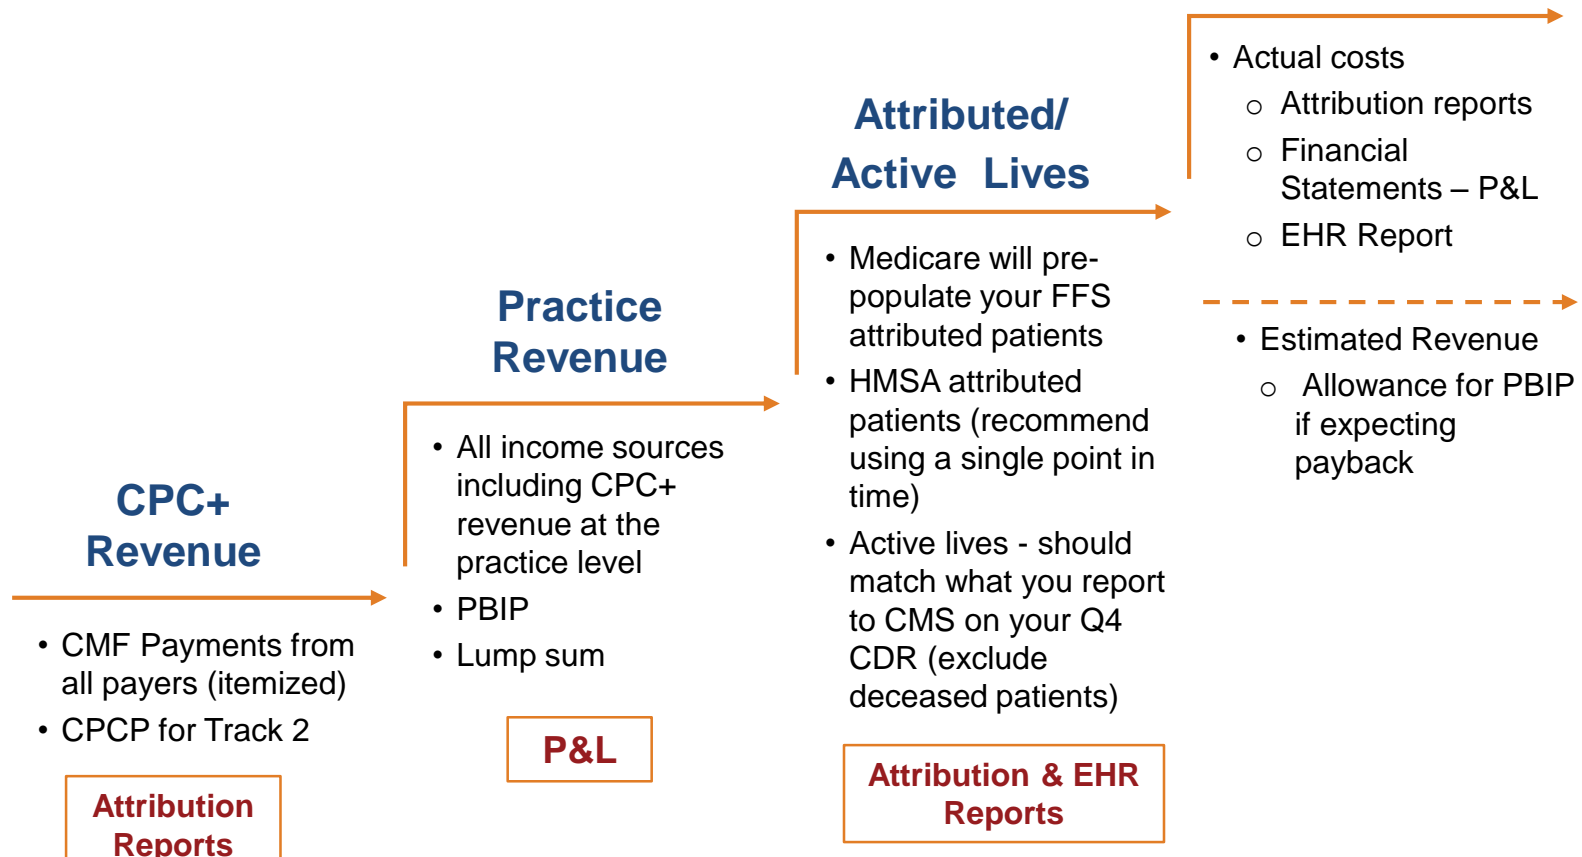 CPC+
Revenue
• CMF Payments from
all payers (itemized)
• CPCP for Track 2
Attribution
Reports
Practice
Revenue
• All income sources
including CPC+
revenue at the
practice level
• PBIP
• Lump sum
P&L
Attributed/
Active Lives
• Medicare will pre-
populate your FFS
attributed patients
• HMSA attributed
patients (recommend
using a single point in
time)
• Active lives - should
match what you report
to CMS on your Q4
CDR (exclude
deceased patients)
Attribution & EHR
Reports
• Actual costs
o Attribution reports
o Financial
Statements – P&L
o EHR Report
• Estimated Revenue
o Allowance for PBIP
if expecting
payback